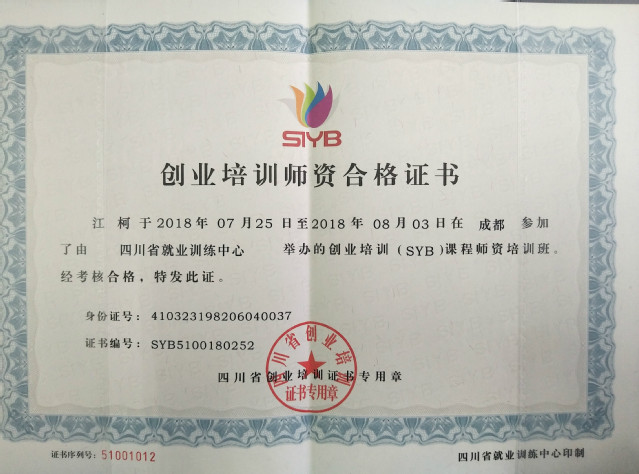 SIYB
创业培训师资合格证书
江 柯于2018年 07月25日至2018年 08月03日在 成都 参加
了由 四川省就业训练中心 举办的创业培训(SYB)课程师资培训班。
经考核合格,特发此证。
身份证号: 410323198206040037
证书编号: SYB5100180252
四川省创业培训
证书专用章
四川省创业培训证书专用章
证书序列号: 51001012
四川省就业训练中心印制